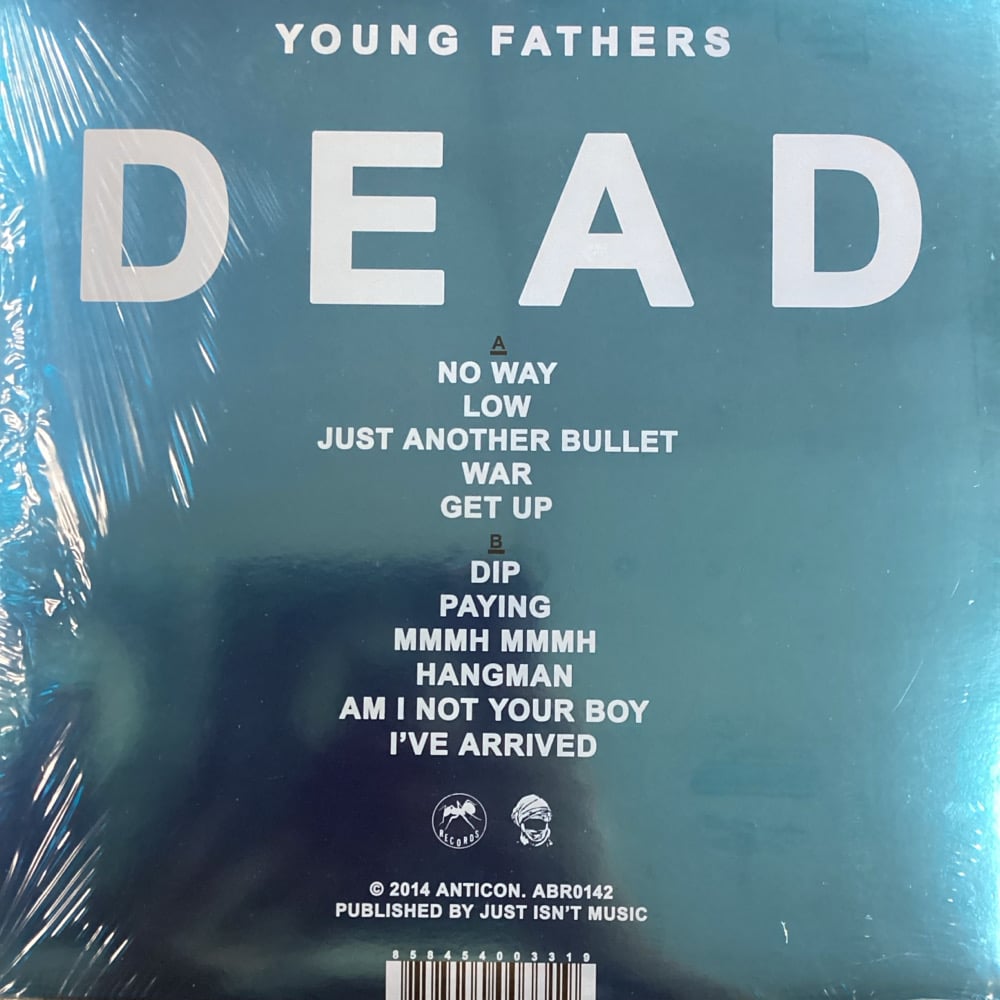 YOUNG FATHERS
DEAD
A
NO WAY
LOW
JUST ANOTHER BULLET
WAR
GET UP
B
DIP
PAYING
MMMH MMMH
HANGMAN
AM I NOT YOUR BOY
I'VE ARRIVED
RECORDS
© 2014 ANTICON. ABR0142
PUBLISHED BY JUST ISN'T MUSIC
858454003319